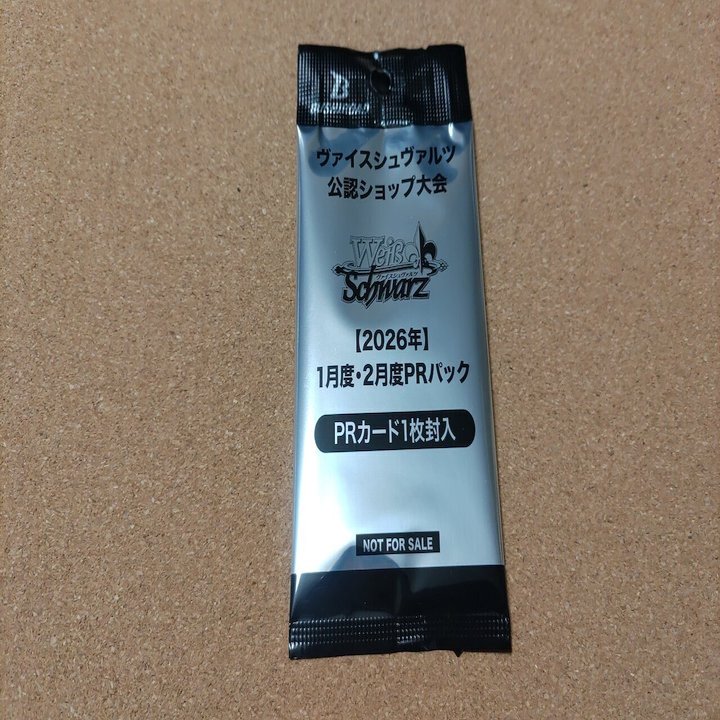 B
BUSHIROAD
ヴァイスシュヴァルツ
公認ショップ大会
Weiß
ヴァイスシュヴァルツ
Schwarz
【2026年】
1月度・2月度PRパック
PRカード1枚封入
NOT FOR SALE